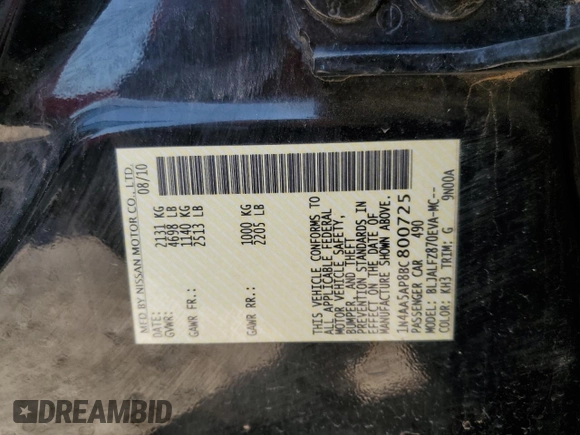 MFD BY NISSAN MOTOR CO., LTD.
DATE: 08/10
GVWR: 2131 KG
4698 LB
GAWR FR.: 1140 KG
2513 LB
GAWR RR.: 1000 KG
2205 LB
THIS VEHICLE CONFORMS TO
ALL APPLICABLE FEDERAL
MOTOR VEHICLE SAFETY,
BUMPER, AND THEFT
PREVENTION STANDARDS IN
EFFECT ON THE DATE OF
MANUFACTURE SHOWN ABOVE.
1N4AA5AP8BC800725
PASSENGER CAR 490
MODEL: BLJALFZB7OEVA-MC--
COLOR: KH3 TRIM: G 9N00A
DREAMBID